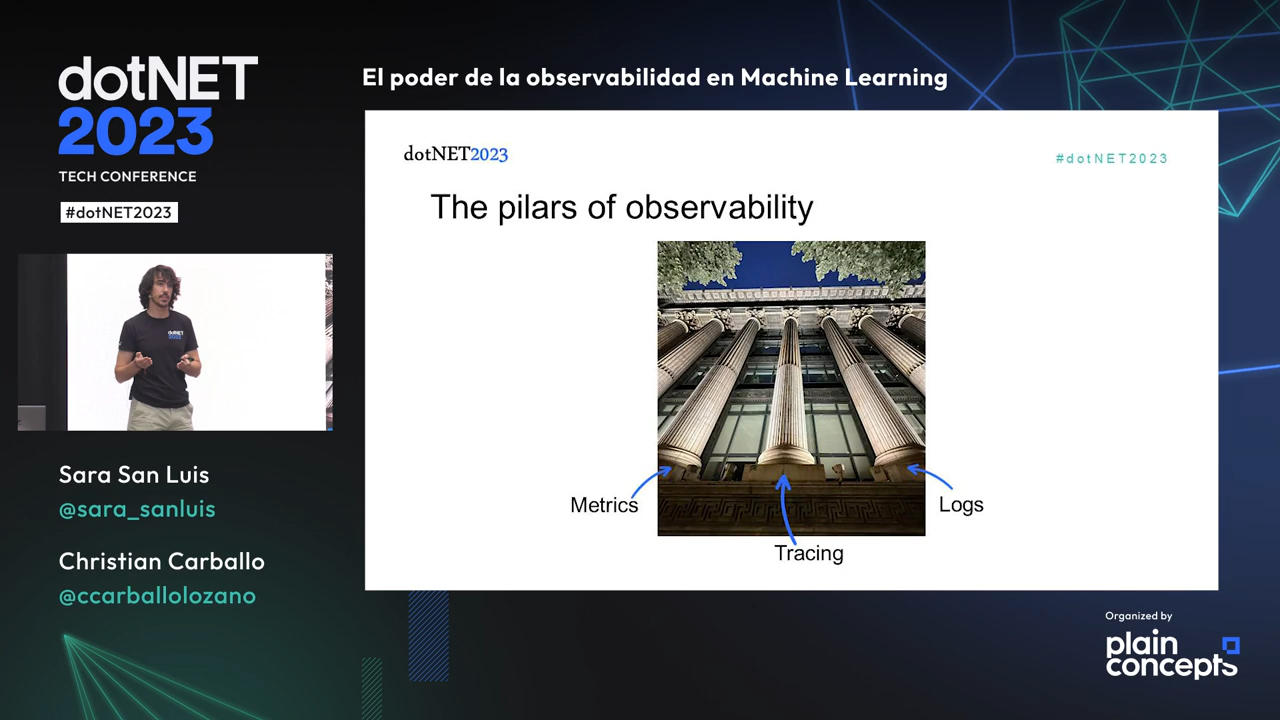 dotNET
2023
TECH CONFERENCE
#dotNET2023
El poder de la observabilidad en Machine Learning
dotNET2023
#dotNET2023
The pilars of observability
Metrics
Tracing
Logs
Sara San Luis
@sara_sanluis
Christian Carballo
@ccarballolozano
Organized by
plain
concepts